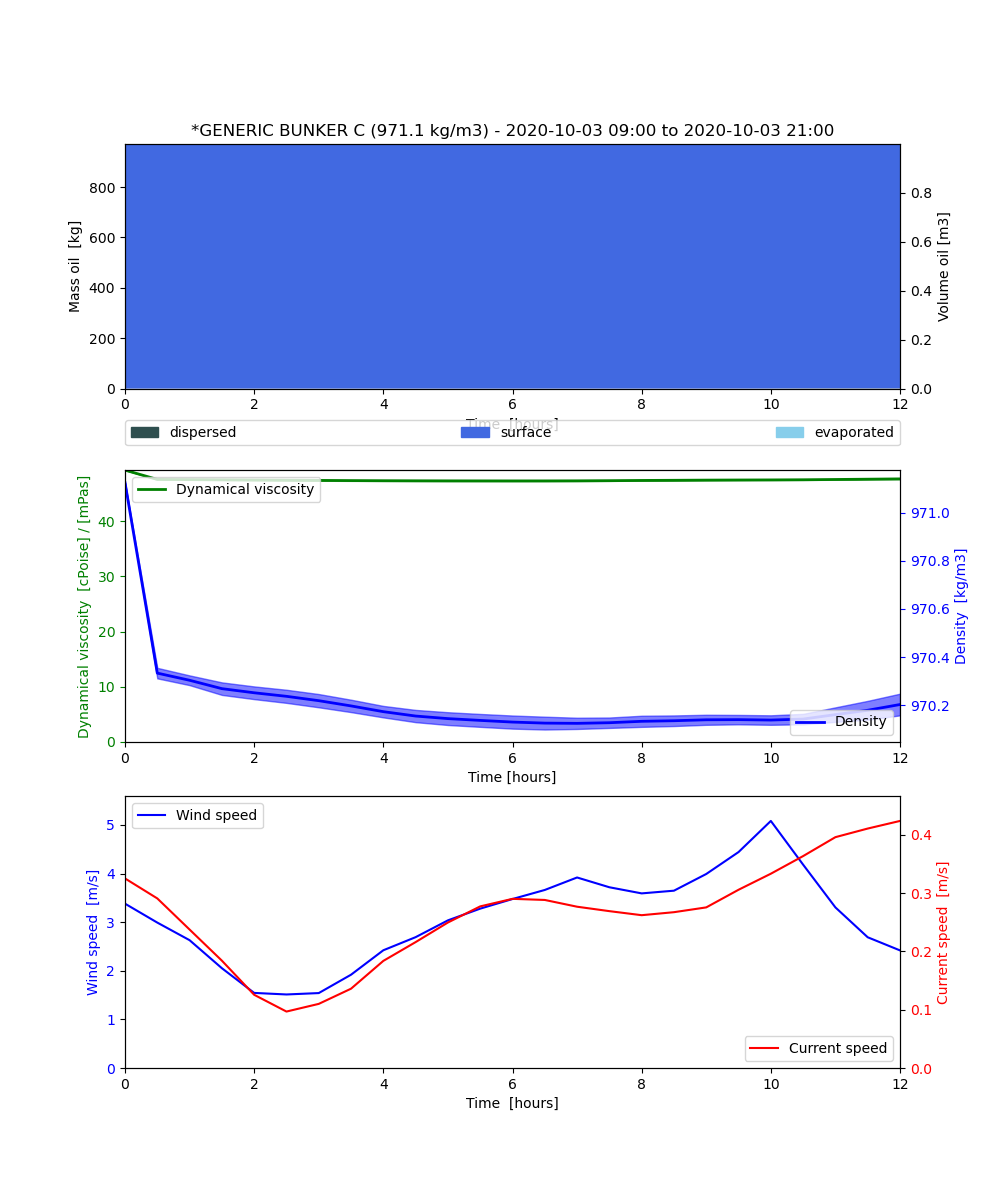 *GENERIC BUNKER C (971.1 kg/m3) - 2020-10-03 09:00 to 2020-10-03 21:00
Mass oil [kg]
800
600
400
200
0
Volume oil [m3]
0.8
0.6
0.4
0.2
0.0
0 2 4 6 8 10 12
Time [hours]
dispersed surface evaporated
Dynamical viscosity [cPoise] / [mPas]
40
30
20
10
0
Dynamical viscosity
Density [kg/m3]
971.0
970.8
970.6
970.4
970.2
Density
0 2 4 6 8 10 12
Time [hours]
Wind speed [m/s]
5
4
3
2
1
0
Wind speed
Current speed [m/s]
0.4
0.3
0.2
0.1
0.0
Current speed
0 2 4 6 8 10 12
Time [hours]